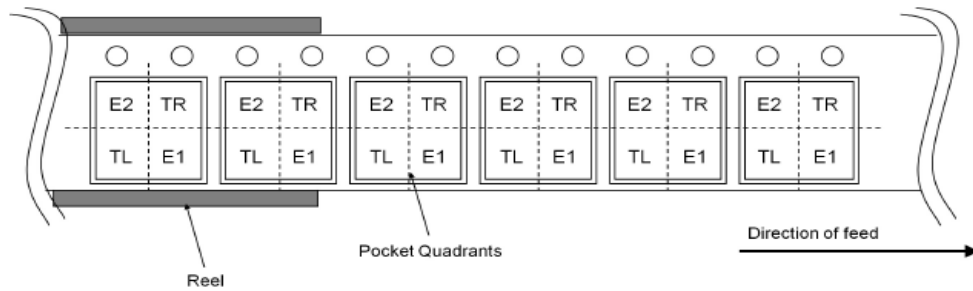 E2 TR E2 TR E2 TR E2 TR E2 TR E2 TR
TL E1 TL E1 TL E1 TL E1 TL E1 TL E1
Direction of feed
Pocket Quadrants
Reel